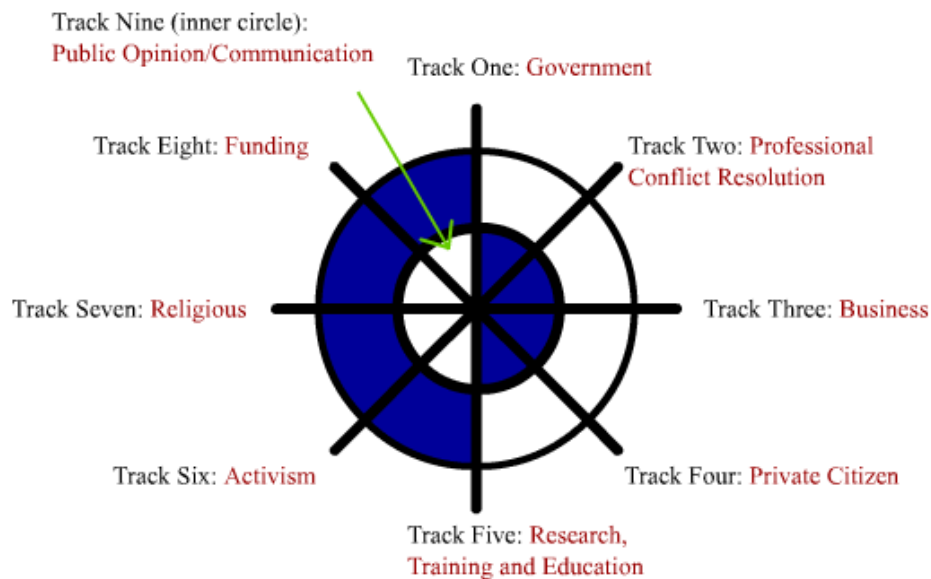 Track Nine (inner circle):
Public Opinion/Communication
Track One: Government
Track Eight: Funding
Track Two: Professional
Conflict Resolution
Track Seven: Religious
Track Three: Business
Track Six: Activism
Track Four: Private Citizen
Track Five: Research,
Training and Education